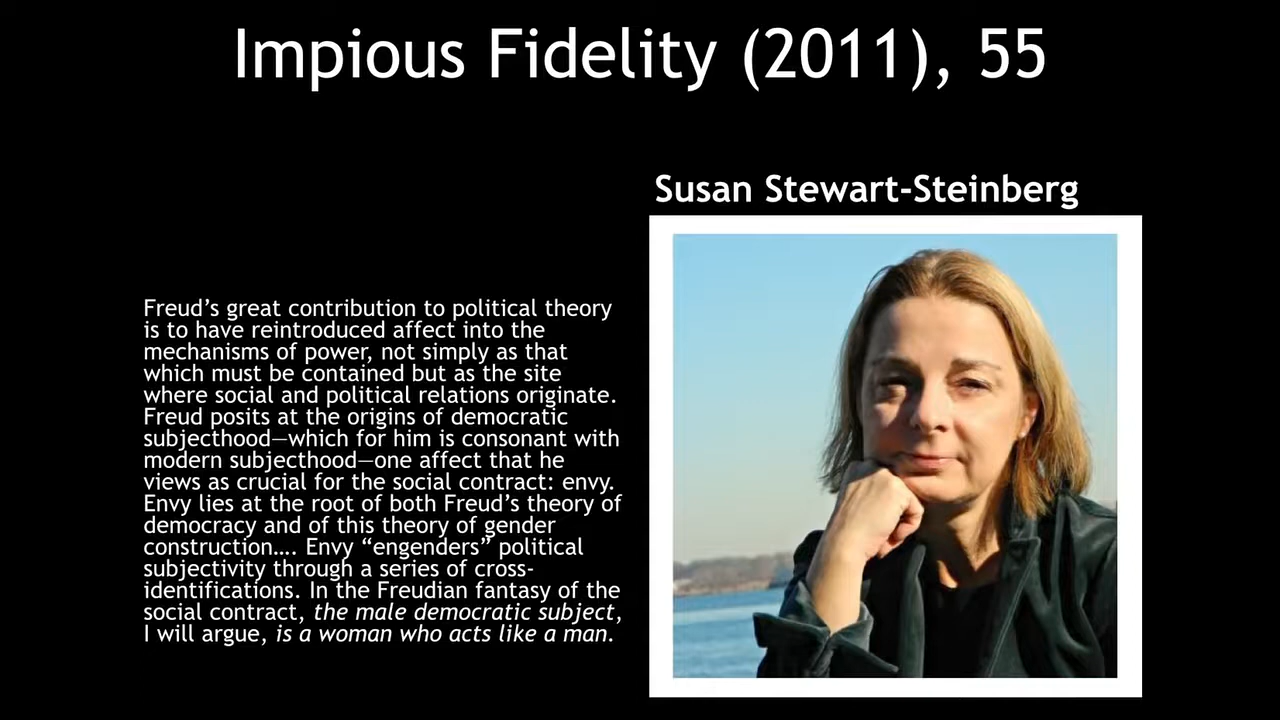 Impious Fidelity (2011), 55
Susan Stewart-Steinberg
Freud’s great contribution to political theory
is to have reintroduced affect into the
mechanisms of power, not simply as that
which must be contained but as the site
where social and political relations originate.
Freud posits at the origins of democratic
subjecthood—which for him is consonant with
modern subjecthood—one affect that he
views as crucial for the social contract: envy.
Envy lies at the root of both Freud’s theory of
democracy and of this theory of gender
construction…. Envy “engenders” political
subjectivity through a series of cross-
identifications. In the Freudian fantasy of the
social contract, the male democratic subject,
I will argue, is a woman who acts like a man.